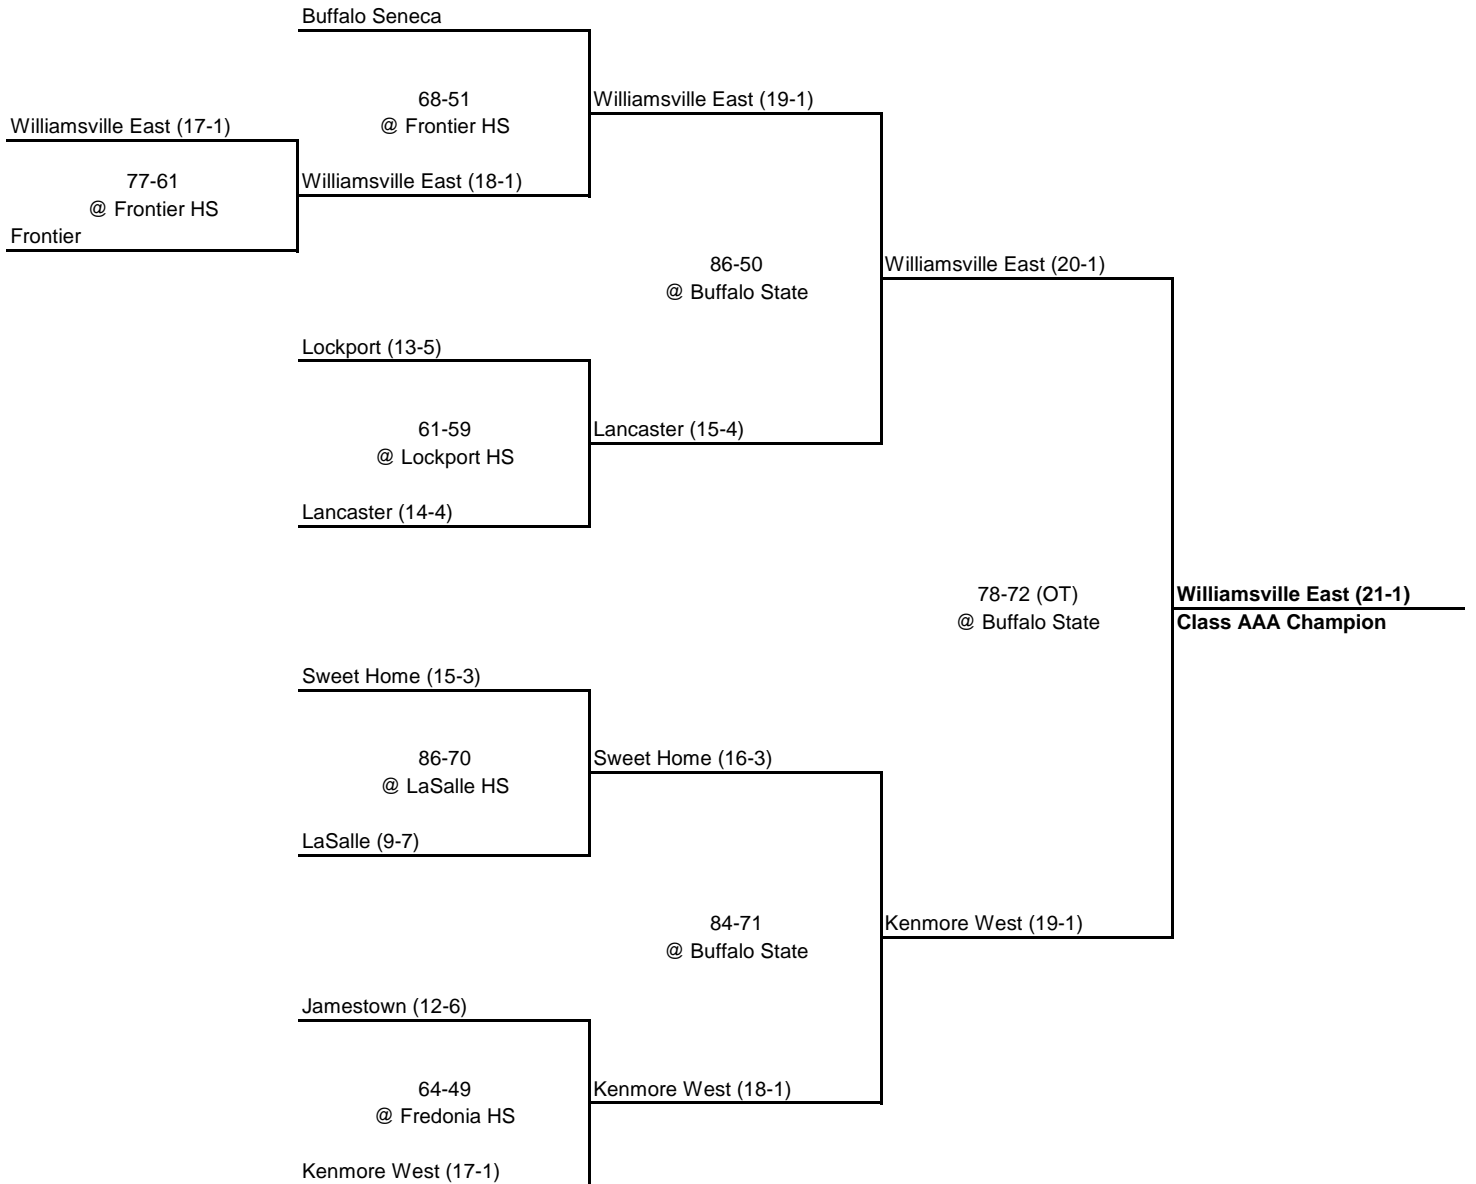 Buffalo Seneca
68-51
@ Frontier HS
Williamsville East (19-1)
Williamsville East (17-1)
77-61
@ Frontier HS
Williamsville East (18-1)
Frontier
86-50
@ Buffalo State
Williamsville East (20-1)
Lockport (13-5)
61-59
@ Lockport HS
Lancaster (15-4)
Lancaster (14-4)
78-72 (OT)
@ Buffalo State
Williamsville East (21-1)
Class AAA Champion
Sweet Home (15-3)
86-70
@ LaSalle HS
Sweet Home (16-3)
LaSalle (9-7)
84-71
@ Buffalo State
Kenmore West (19-1)
Jamestown (12-6)
64-49
@ Fredonia HS
Kenmore West (18-1)
Kenmore West (17-1)